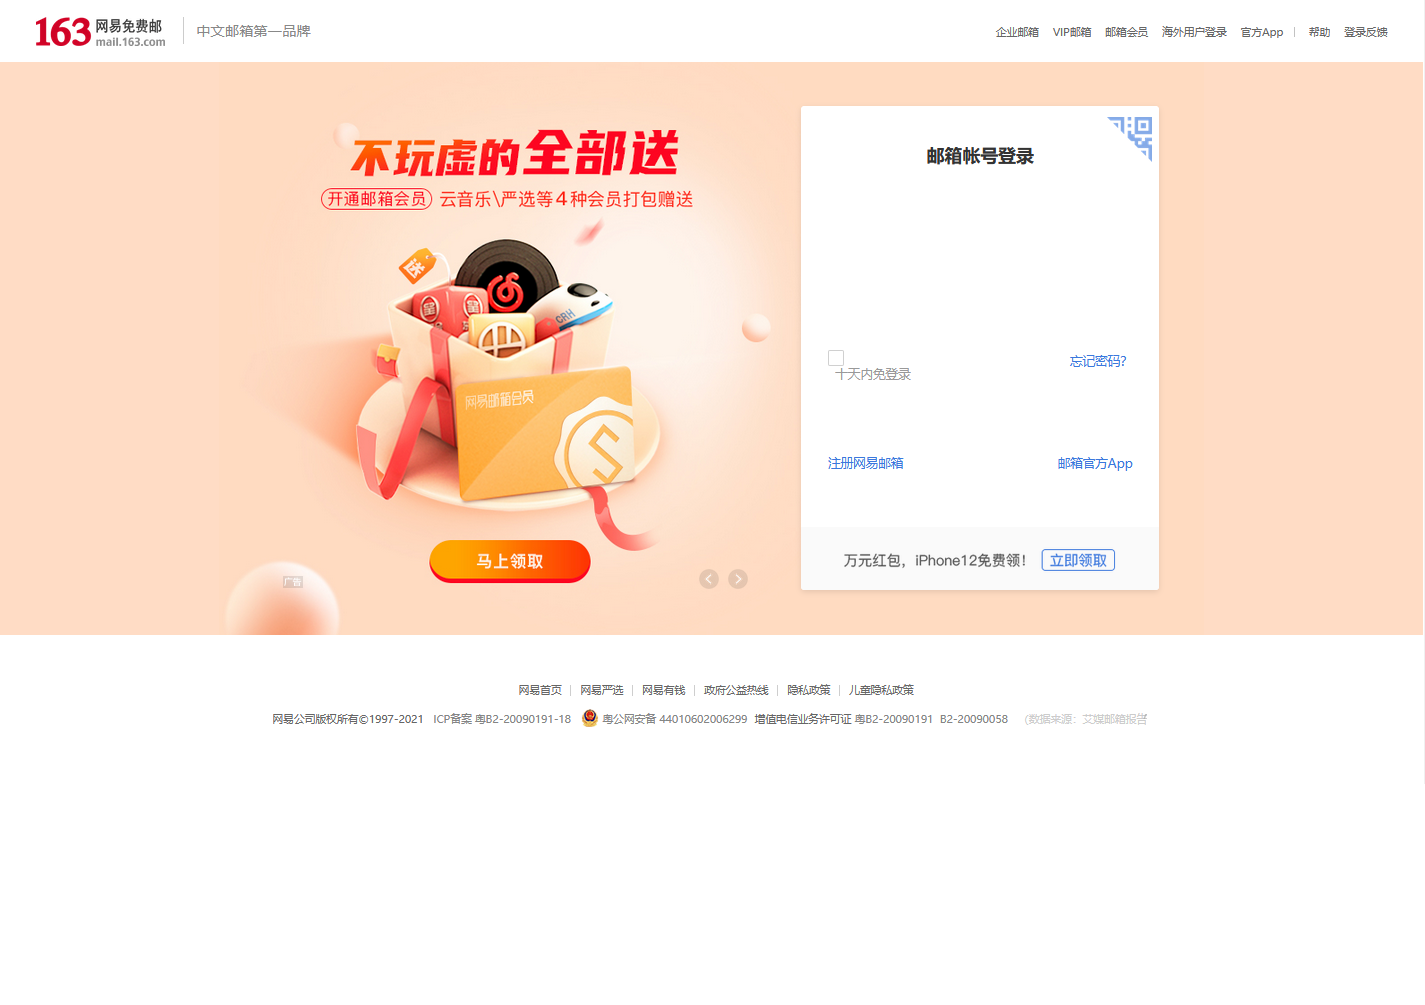 163 网易免费邮 mail.163.com 中文邮箱第一品牌
企业邮箱 VIP邮箱 邮箱会员 海外用户登录 官方App 帮助 登录反馈
不玩虚的全部送
开通邮箱会员 云音乐\严选等4种会员打包赠送
送
网易邮箱会员
马上领取
广告
邮箱帐号登录
十天内免登录
忘记密码?
注册网易邮箱
邮箱官方App
万元红包，iPhone12免费领！ 立即领取
网易首页 网易严选 网易有钱 政府公益热线 隐私政策 儿童隐私政策
网易公司版权所有©1997-2021 ICP备案 粤B2-20090191-18 粤公网安备 44010602006299 增值电信业务许可证 粤B2-20090191 B2-20090058 (数据来源：艾媒邮箱报告